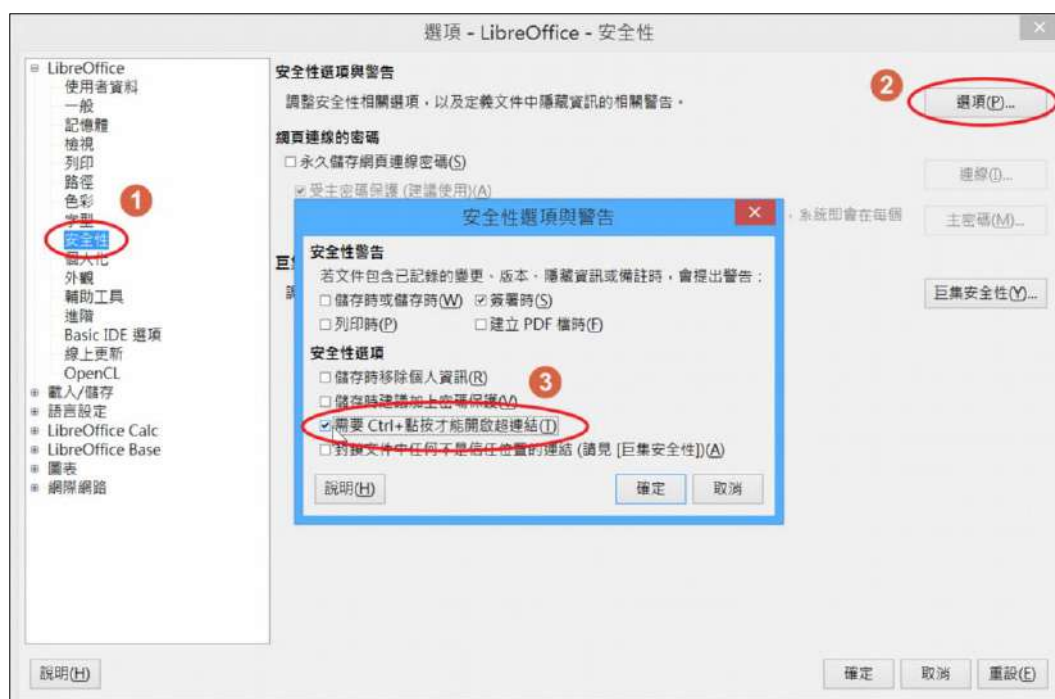 選項 - LibreOffice - 安全性
LibreOffice
使用者資料
一般
記憶體
檢視
列印
路徑
色彩
字型
安全性
個人化
外觀
輔助工具
進階
Basic IDE 選項
線上更新
OpenCL
載入/儲存
語言設定
LibreOffice Calc
LibreOffice Base
圖表
網際網路
1
安全性選項與警告
調整安全性相關選項，以及定義文件中隱藏資訊的相關警告。
2
選項(P)...
網頁連線的密碼
永久儲存網頁連線密碼(S)
連線(I)...
受主密碼保護 (建議使用)(A)
，系統即會在每個
主密碼(M)...
巨集安全性(Y)...
安全性選項與警告
安全性警告
若文件包含已記錄的變更、版本、隱藏資訊或備註時，會提出警告：
儲存時或儲存時(W) 簽署時(S)
列印時(P) 建立 PDF 檔時(F)
安全性選項
儲存時移除個人資訊(R)
3
儲存時建議加上密碼保護(V)
需要 Ctrl+點按才能開啟超連結(T)
封鎖文件中任何不是信任位置的連結 (請見 [巨集安全性])(A)
說明(H) 確定 取消
說明(H) 確定 取消 重設(E)